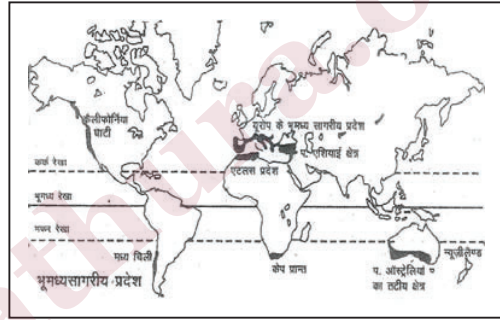 कैलीफोर्निया
घाटी
यूरोप के भूमध्य सागरीय प्रदेश
प. एशियाई क्षेत्र
कर्क रेखा
एटलस प्रदेश
भूमध्य रेखा
मकर रेखा
मध्य चिली
केप प्रान्त
न्यूज़ीलैण्ड
प. ऑस्ट्रेलिया
का तटीय क्षेत्र
भूमध्यसागरीय प्रदेश